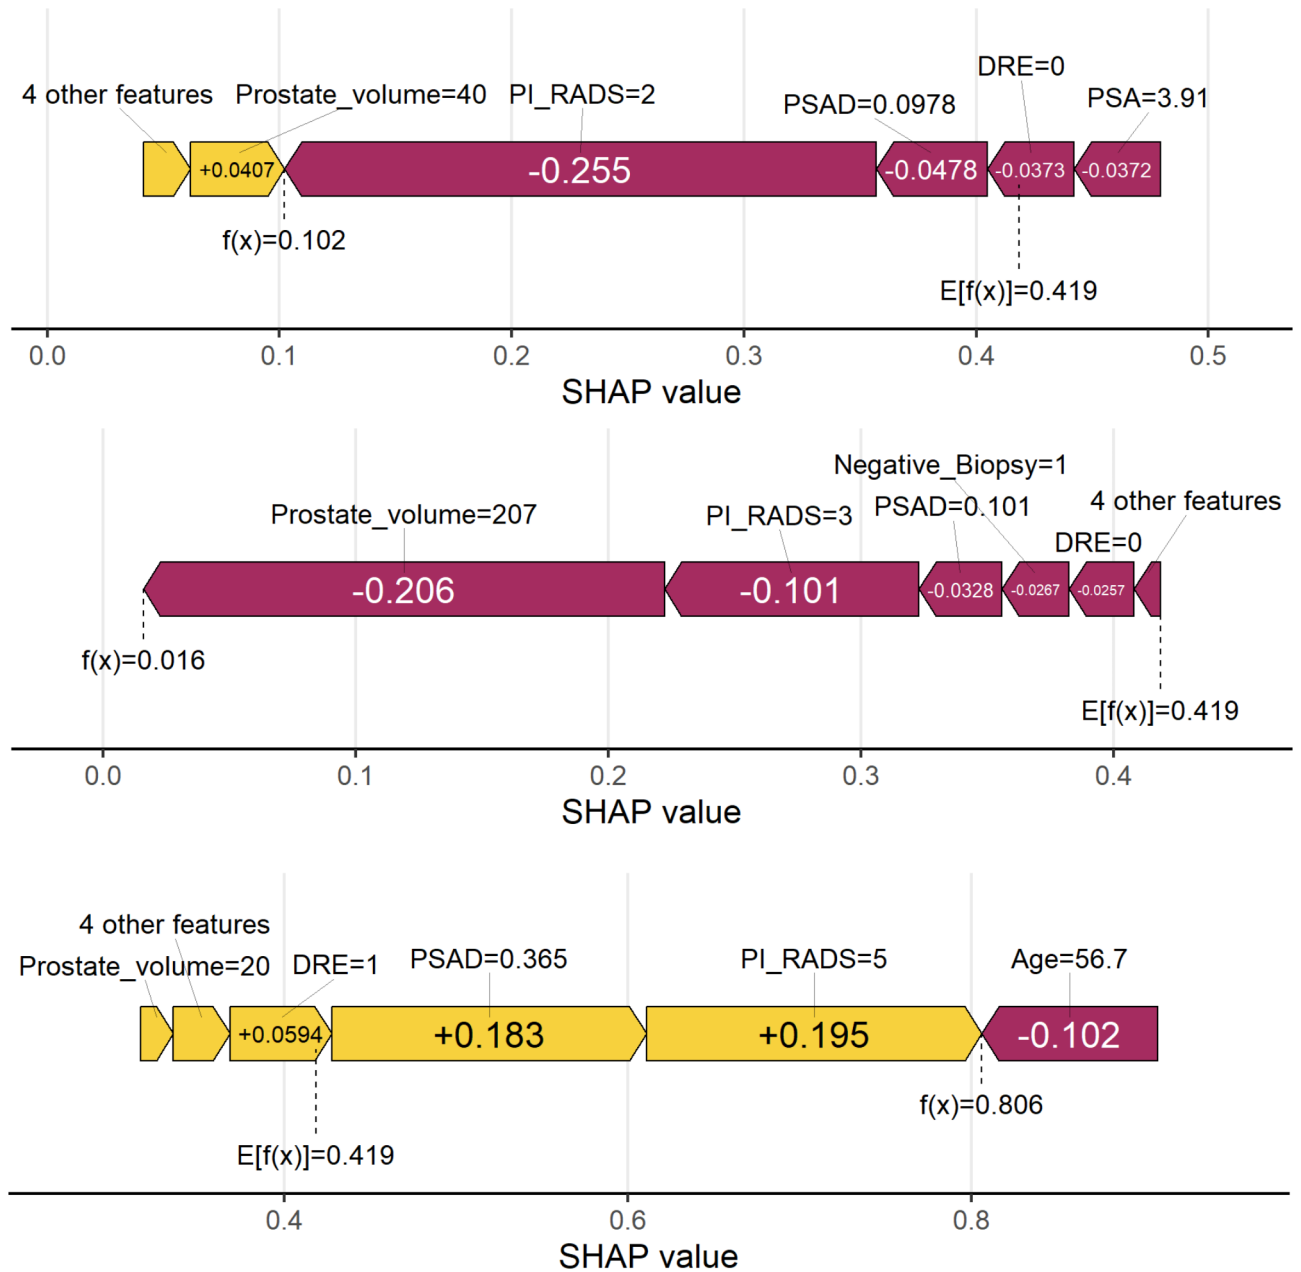 DRE=0
4 other features
Prostate_volume=40
PI_RADS=2
PSAD=0.0978
PSA=3.91
+0.0407
-0.255
-0.0478
-0.0373
-0.0372
f(x)=0.102
E[f(x)]=0.419
0.0
0.1
0.2
0.3
0.4
0.5
SHAP value
Negative_Biopsy=1
Prostate_volume=207
PI_RADS=3
PSAD=0.101
4 other features
DRE=0
-0.206
-0.101
-0.0328
-0.0267
-0.0257
f(x)=0.016
E[f(x)]=0.419
0.0
0.1
0.2
0.3
0.4
SHAP value
4 other features
Prostate_volume=20
DRE=1
PSAD=0.365
PI_RADS=5
Age=56.7
+0.0594
+0.183
+0.195
-0.102
f(x)=0.806
E[f(x)]=0.419
0.4
0.6
0.8
SHAP value